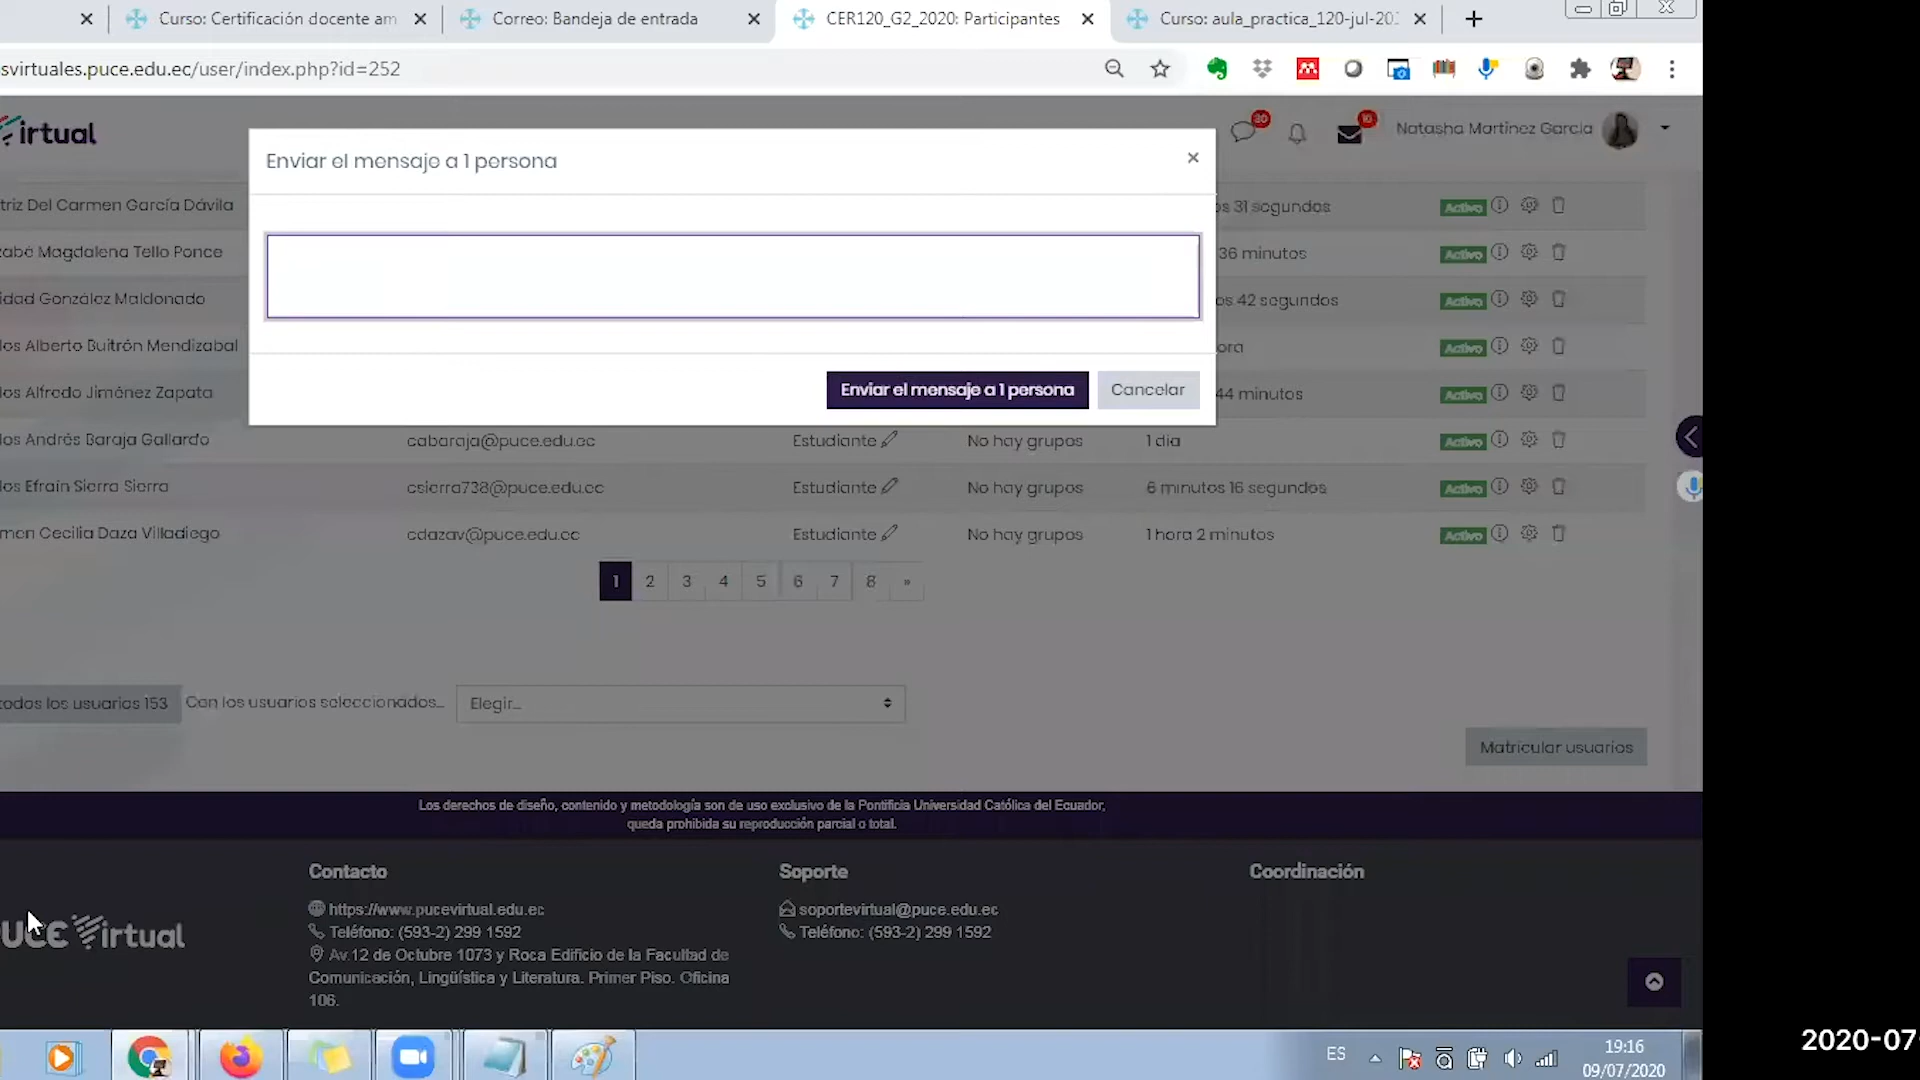 Curso: Certificación docente am
Correo: Bandeja de entrada
CER120_G2_2020: Participantes
Curso: aula_practica_120-jul-20
svirtuales.puce.edu.ec/user/index.php?id=252
irtual
30
10
Natasha Martínez García
Enviar el mensaje a 1 persona
Enviar el mensaje a 1 persona
Cancelar
triz Del Carmen García Dávila
os 31 segundos
Activo
zabé Magdalena Tello Ponce
36 minutos
Activo
idad González Maldonado
os 42 segundos
Activo
los Alberto Buitrón Mendizabal
ora
Activo
los Alfredo Jiménez Zapata
44 minutos
Activo
los Andrés Baraja Gallardo
cabaraja@puce.edu.ec
Estudiante
No hay grupos
1 día
Activo
los Efraín Sierra Sierra
csierra738@puce.edu.ec
Estudiante
No hay grupos
6 minutos 16 segundos
Activo
men Cecilia Daza Villadiego
cdazav@puce.edu.ec
Estudiante
No hay grupos
1 hora 2 minutos
Activo
1 2 3 4 5 6 7 8 »
todos los usuarios 153
Con los usuarios seleccionados...
Elegir...
Matricular usuarios
Los derechos de diseño, contenido y metodología son de uso exclusivo de la Pontificia Universidad Católica del Ecuador,
queda prohibida su reproducción parcial o total.
Contacto
Soporte
Coordinación
https://www.pucevirtual.edu.ec
soportevirtual@puce.edu.ec
Teléfono: (593-2) 299 1592
Teléfono: (593-2) 299 1592
Av.12 de Octubre 1073 y Roca Edificio de la Facultad de
Comunicación, Lingüística y Literatura. Primer Piso. Oficina
106.
UCE Virtual
ES
19:16
09/07/2020
2020-07